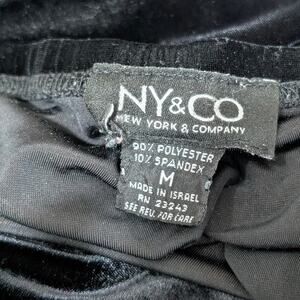 NY&CO
NEW YORK & COMPANY
90% POLYESTER
10% SPANDEX
M
MADE IN ISRAEL
RN 23243
SEE REV. FOR CARE